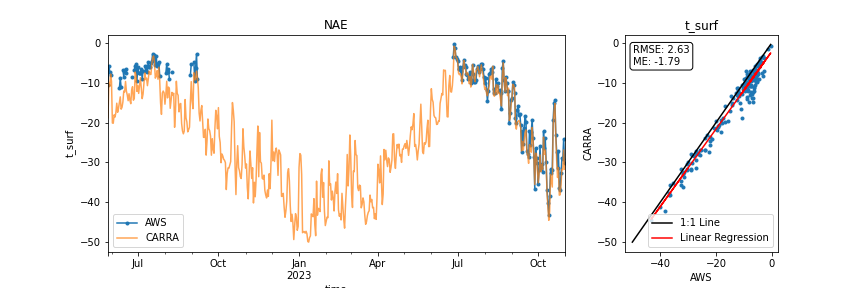 NAE
t_surf
0
−10
−20
−30
−40
−50
AWS
CARRA
Jul
Oct
Jan
2023
Apr
Jul
Oct
time
t_surf
CARRA
0
−10
−20
−30
−40
−50
RMSE: 2.63
ME: -1.79
1:1 Line
Linear Regression
−40
−20
0
AWS